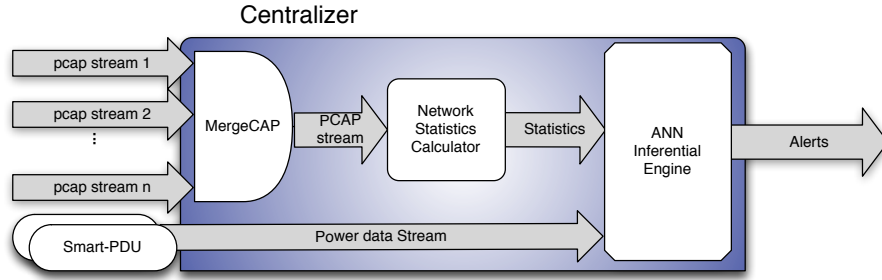 Centralizer
pcap stream 1
pcap stream 2
...
pcap stream n
MergeCAP
PCAP
stream
Network
Statistics
Calculator
Statistics
ANN
Inferential
Engine
Alerts
Smart-PDU
Power data Stream